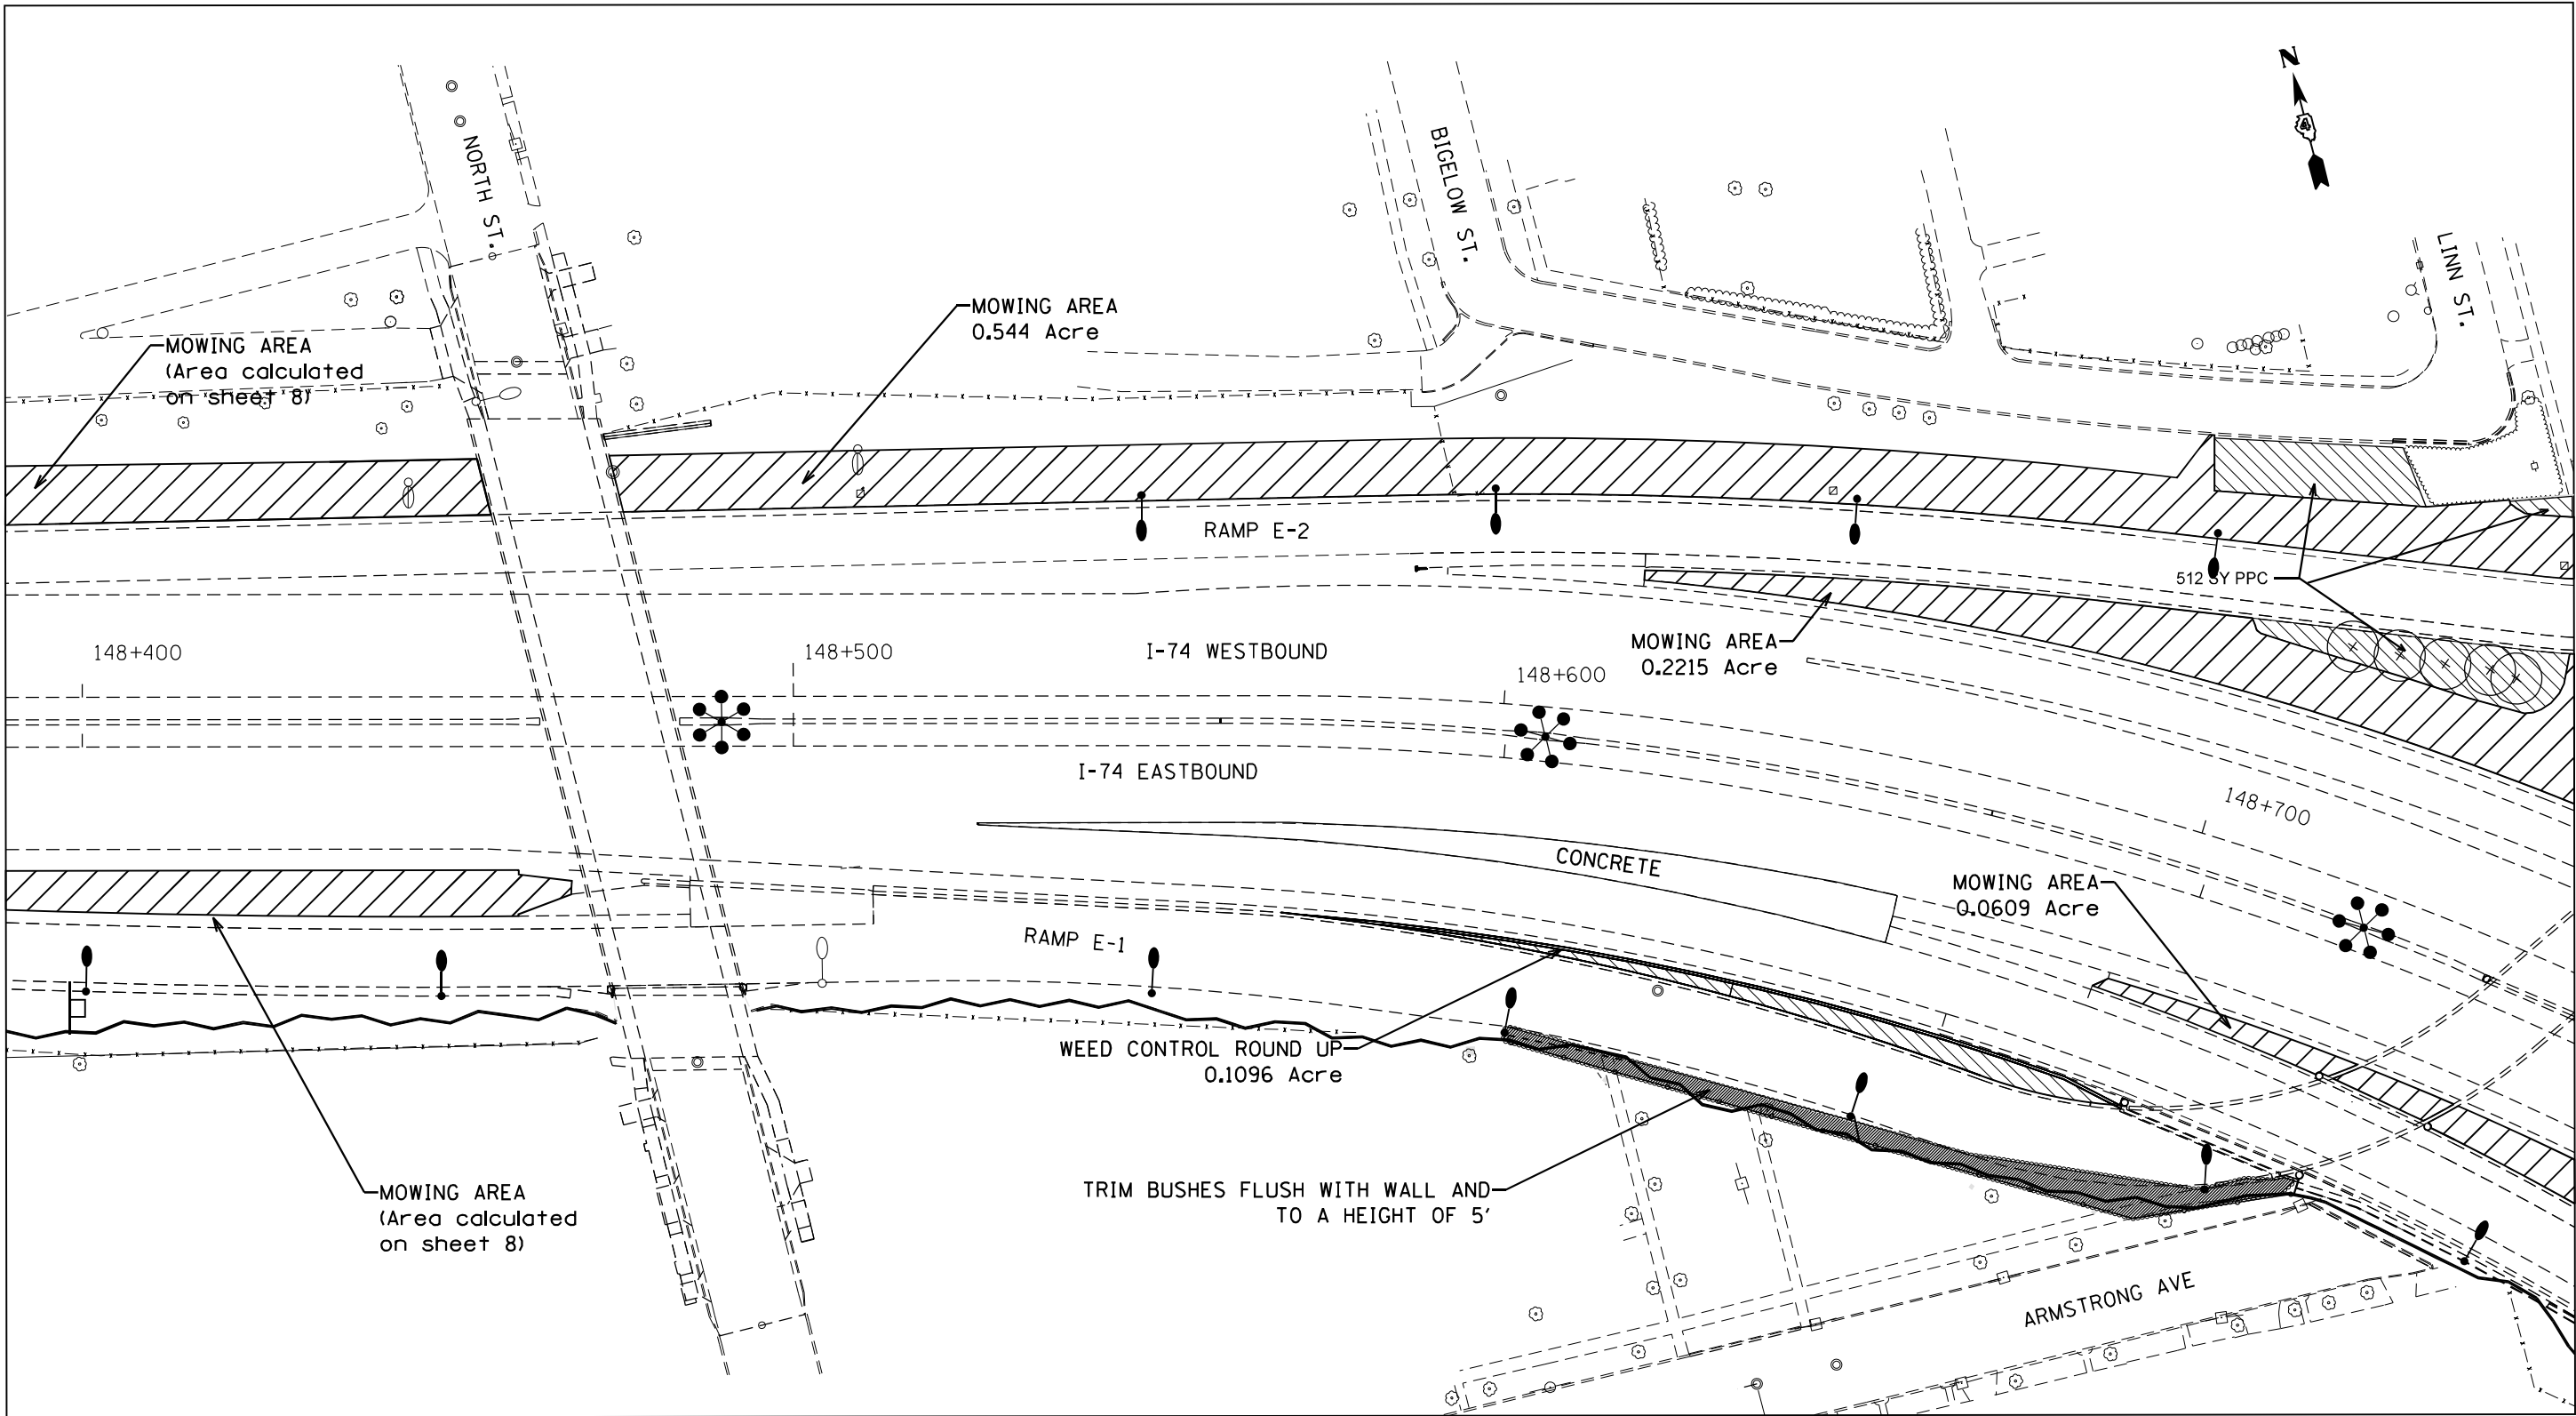 N
4
NORTH ST.
BIGELOW ST.
LINN ST.
MOWING AREA
0.544 Acre
MOWING AREA
(Area calculated
on sheet 8)
RAMP E-2
512 SY PPC
MOWING AREA
0.2215 Acre
148+400
148+500
I-74 WESTBOUND
148+600
I-74 EASTBOUND
148+700
CONCRETE
MOWING AREA
0.0609 Acre
RAMP E-1
WEED CONTROL ROUND UP
0.1096 Acre
MOWING AREA
(Area calculated
on sheet 8)
TRIM BUSHES FLUSH WITH WALL AND
TO A HEIGHT OF 5'
ARMSTRONG AVE